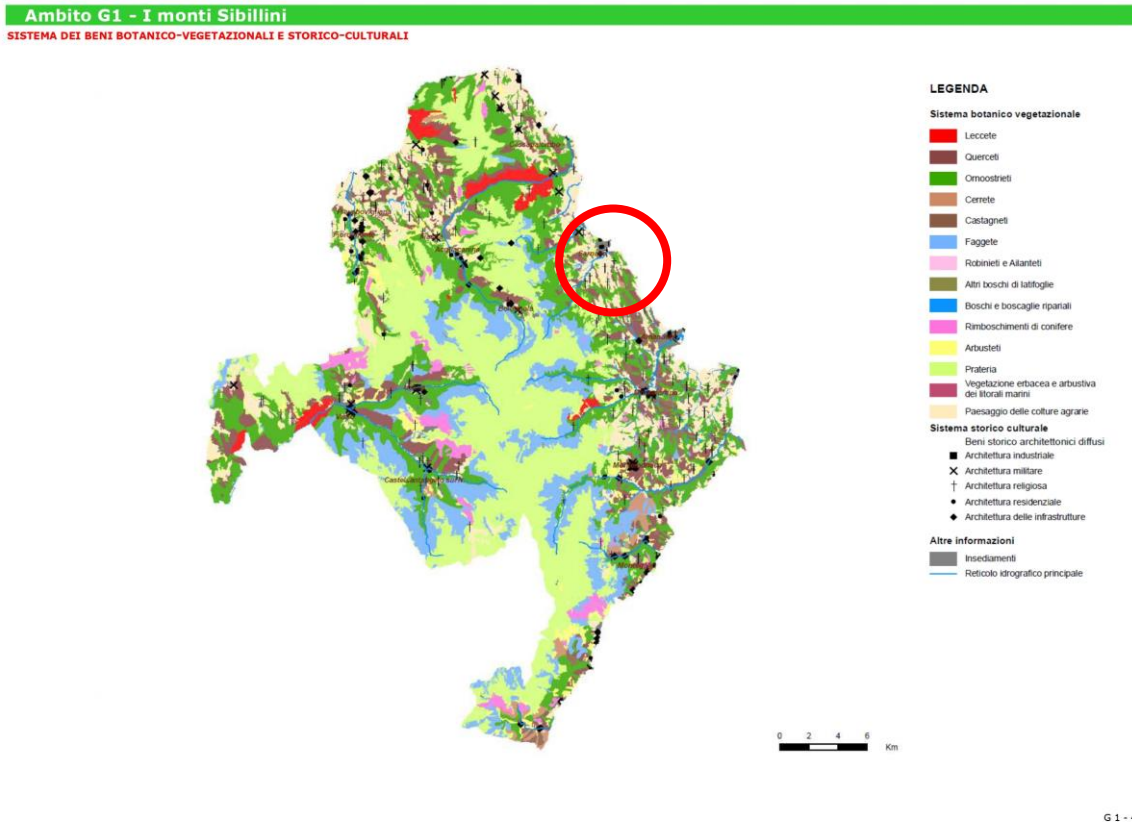 Ambito G1 - I monti Sibillini
SISTEMA DEI BENI BOTANICO-VEGETAZIONALI E STORICO-CULTURALI
LEGENDA
Sistema botanico vegetazionale
Leccete
Querceti
Ornoostrieti
Cerrete
Castagneti
Faggete
Robinieti e Ailanteti
Altri boschi di latifoglie
Boschi e boscaglie ripariali
Rimboschimenti di conifere
Arbusteti
Prateria
Vegetazione erbacea e arbustiva
dei litorali marini
Paesaggio delle colture agrarie
Sistema storico culturale
Beni storico architettonici diffusi
Architettura industriale
Architettura militare
Architettura religiosa
Architettura residenziale
Architettura delle infrastrutture
Altre informazioni
Insediamenti
Reticolo idrografico principale
0 2 4 6
Km
G 1 -